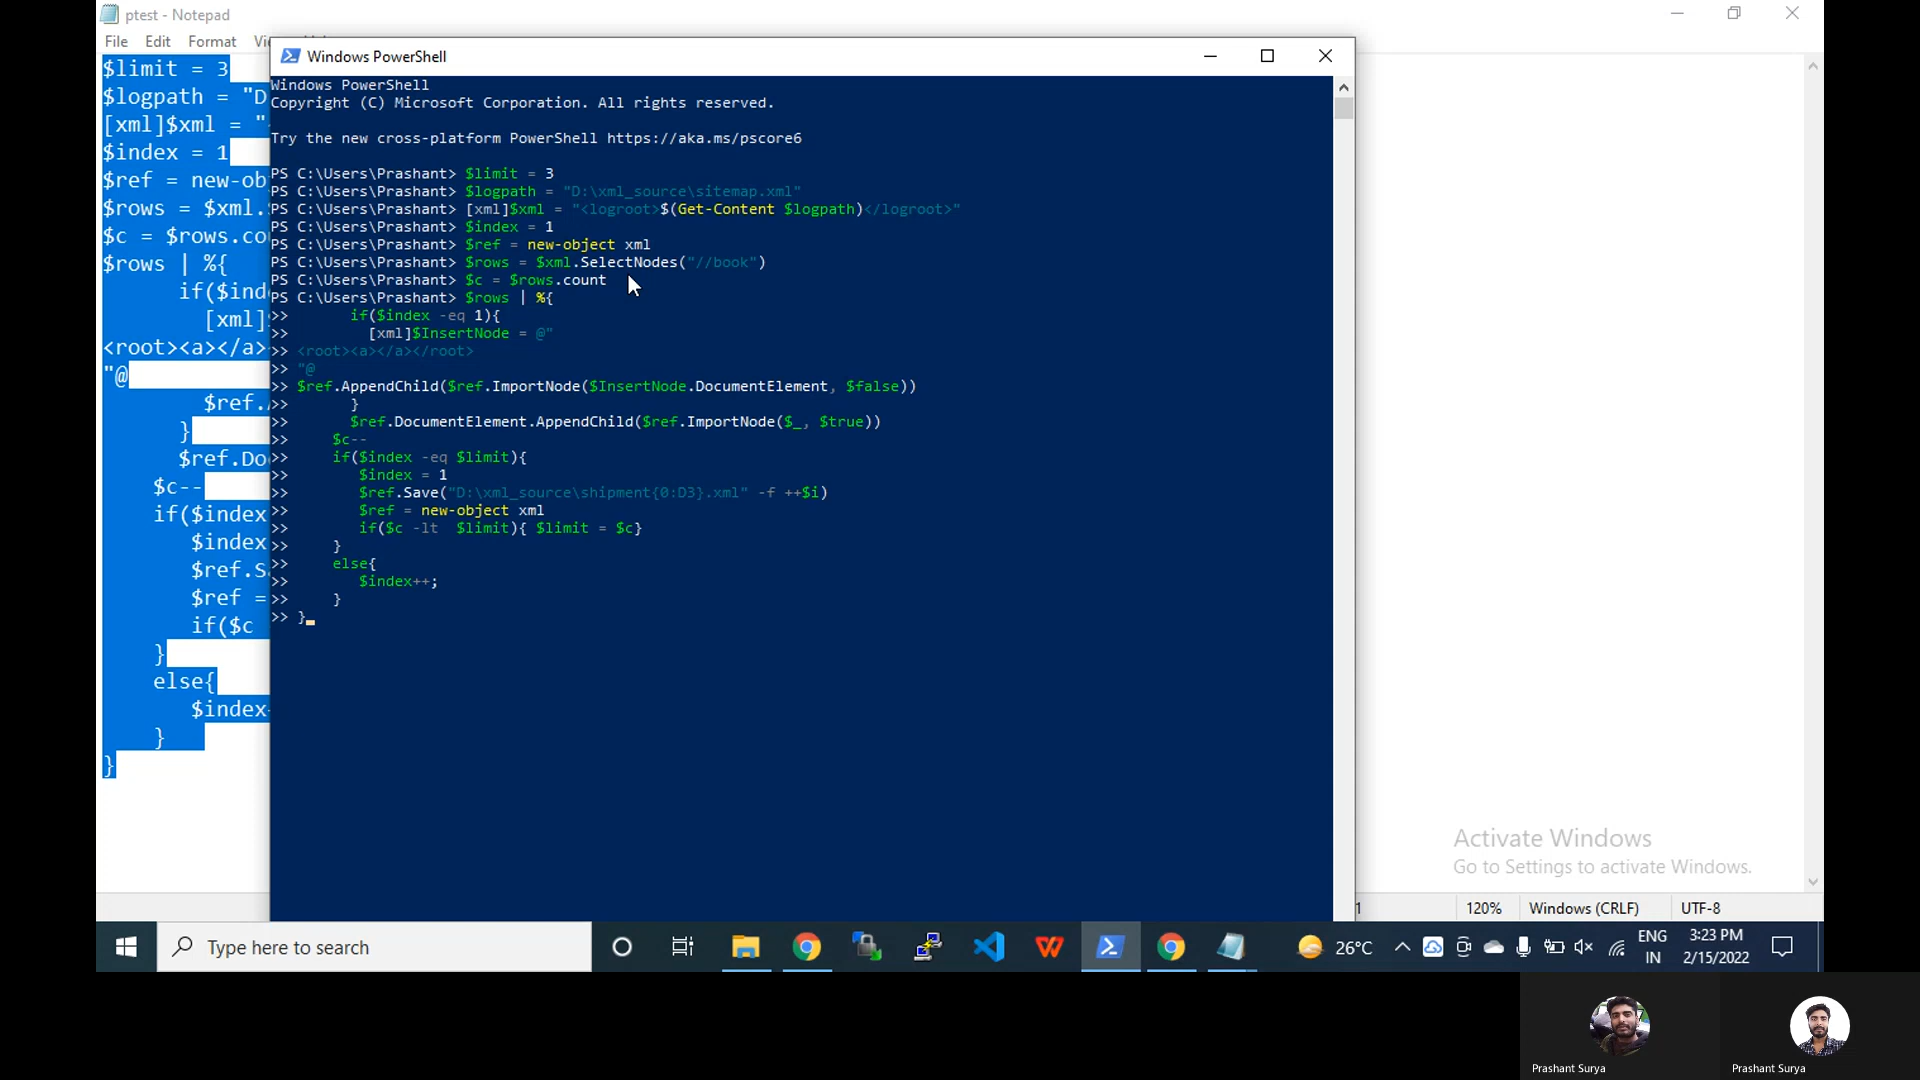 ptest - Notepad
File Edit Format
$limit = 3
$logpath = "D
[xml]$xml = "
$index = 1
$ref = new-ob
$rows = $xml.
$c = $rows.co
$rows | %{
if($ind
[xml]
<root><a></a>
"@
$ref.
}
$ref.Do
$c--
if($index
$index
$ref.S
$ref =
if($c
}
else{
$index
}
}
Windows PowerShell
Windows PowerShell
Copyright (C) Microsoft Corporation. All rights reserved.
Try the new cross-platform PowerShell https://aka.ms/pscore6
PS C:\Users\Prashant> $limit = 3
PS C:\Users\Prashant> $logpath = "D:\xml_source\sitemap.xml"
PS C:\Users\Prashant> [xml]$xml = "<logroot>$(Get-Content $logpath)</logroot>"
PS C:\Users\Prashant> $index = 1
PS C:\Users\Prashant> $ref = new-object xml
PS C:\Users\Prashant> $rows = $xml.SelectNodes("//book")
PS C:\Users\Prashant> $c = $rows.count
PS C:\Users\Prashant> $rows | %{
>> if($index -eq 1){
>> [xml]$InsertNode = @"
>> <root><a></a></root>
>> "@
>> $ref.AppendChild($ref.ImportNode($InsertNode.DocumentElement, $false))
>> }
>> $ref.DocumentElement.AppendChild($ref.ImportNode($_, $true))
>> $c--
>> if($index -eq $limit){
>> $index = 1
>> $ref.Save("D:\xml_source\shipment{0:D3}.xml" -f ++$i)
>> $ref = new-object xml
>> if($c -lt  $limit){ $limit = $c}
>> }
>> else{
>> $index++;
>> }
>> }
Activate Windows
Go to Settings to activate Windows.
1 120% Windows (CRLF) UTF-8
Type here to search
26°C
ENG
IN
3:23 PM
2/15/2022
Prashant Surya
Prashant Surya